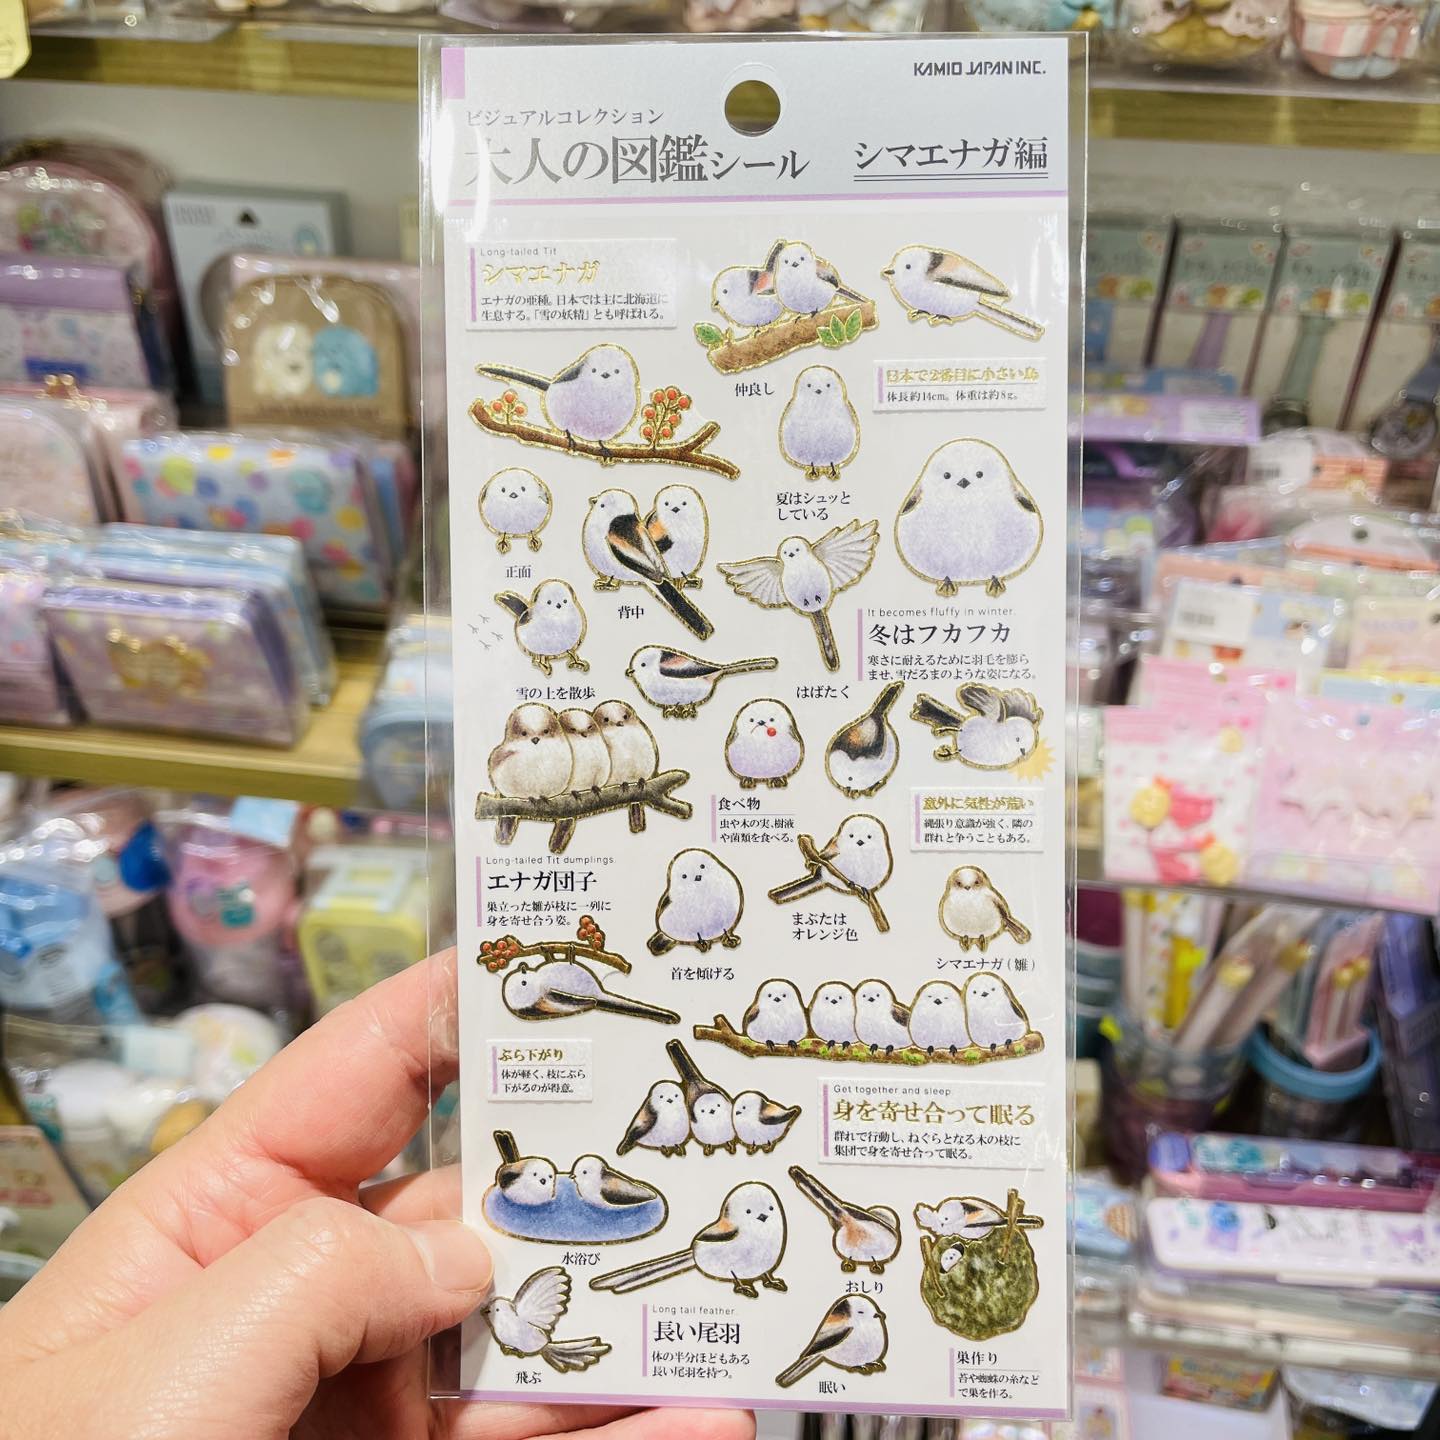 KAMIO JAPAN INC.
ビジュアルコレクション
大人の図鑑シール
シマエナガ編
Long-tailed Tit
シマエナガ
エナガの亜種。日本では主に北海道に
生息する。「雪の妖精」とも呼ばれる。
仲良し
日本で2番目に小さい鳥
体長約14cm。体重は約8g。
夏はシュッと
している
正面
背中
It becomes fluffy in winter.
冬はフカフカ
寒さに耐えるために羽毛を膨ら
ませ、雪だるまのような姿になる。
雪の上を散歩
はばたく
食べ物
虫や木の実、樹液
や菌類を食べる。
意外に気性が荒い
縄張り意識が強く、隣の
群れと争うこともある。
Long-tailed Tit dumplings.
エナガ団子
巣立った雛が枝に一列に
身を寄せ合う姿。
まぶたは
オレンジ色
首を傾げる
シマエナガ(雛)
ぶら下がり
体が軽く、枝にぶら
下がるのが得意。
Get together and sleep
身を寄せ合って眠る
群れで行動し、ねぐらとなる木の枝に
集団で身を寄せ合って眠る。
水浴び
おしり
Long tail feather.
長い尾羽
体の半分ほどもある
長い尾羽を持つ。
飛ぶ
眠い
巣作り
苔や蜘蛛の糸など
で巣を作る。